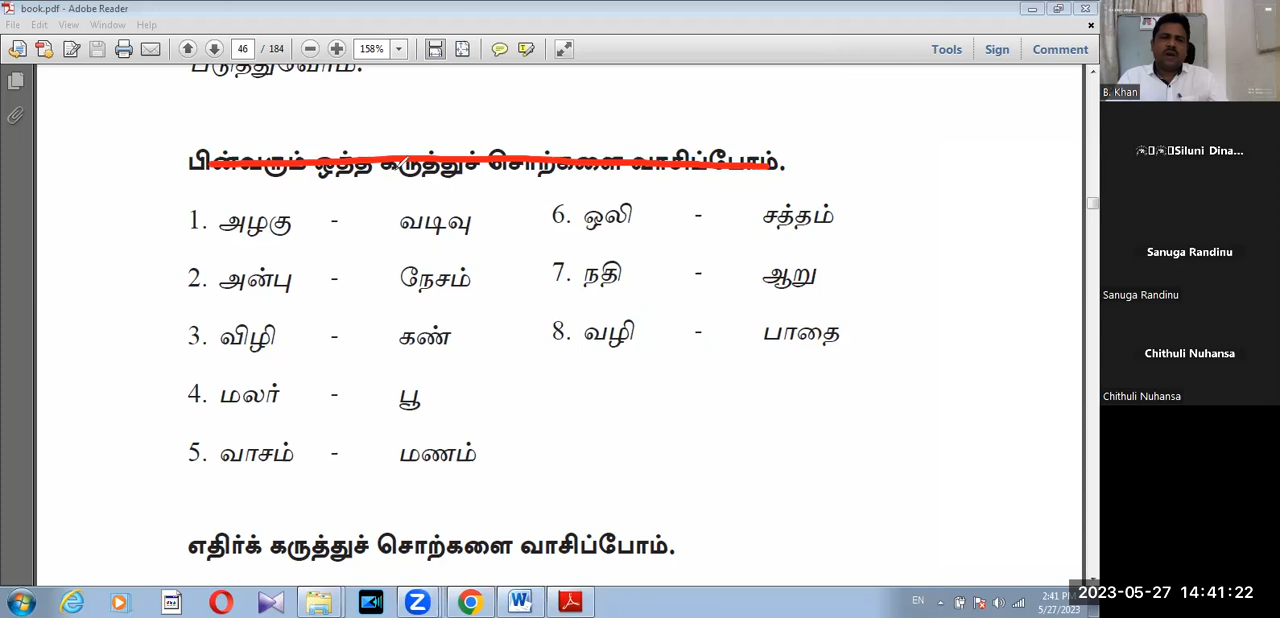 book.pdf - Adobe Reader
File Edit View Window Help
46 / 184 158% Tools Sign Comment
படுத்துவோம்.
பின்வரும் ஒத்த கருத்துச் சொற்களை வாசிப்போம்.
1. அழகு - வடிவு 6. ஒலி - சத்தம்
2. அன்பு - நேசம் 7. நதி - ஆறு
3. விழி - கண் 8. வழி - பாதை
4. மலர் - பூ
5. வாசம் - மணம்
எதிர்க் கருத்துச் சொற்களை வாசிப்போம்.
B. Khan
Siluni Dina...
Sanuga Randinu
Sanuga Randinu
Chithuli Nuhansa
Chithuli Nuhansa
EN 2:41 PM
5/27/2023
2023-05-27 14:41:22